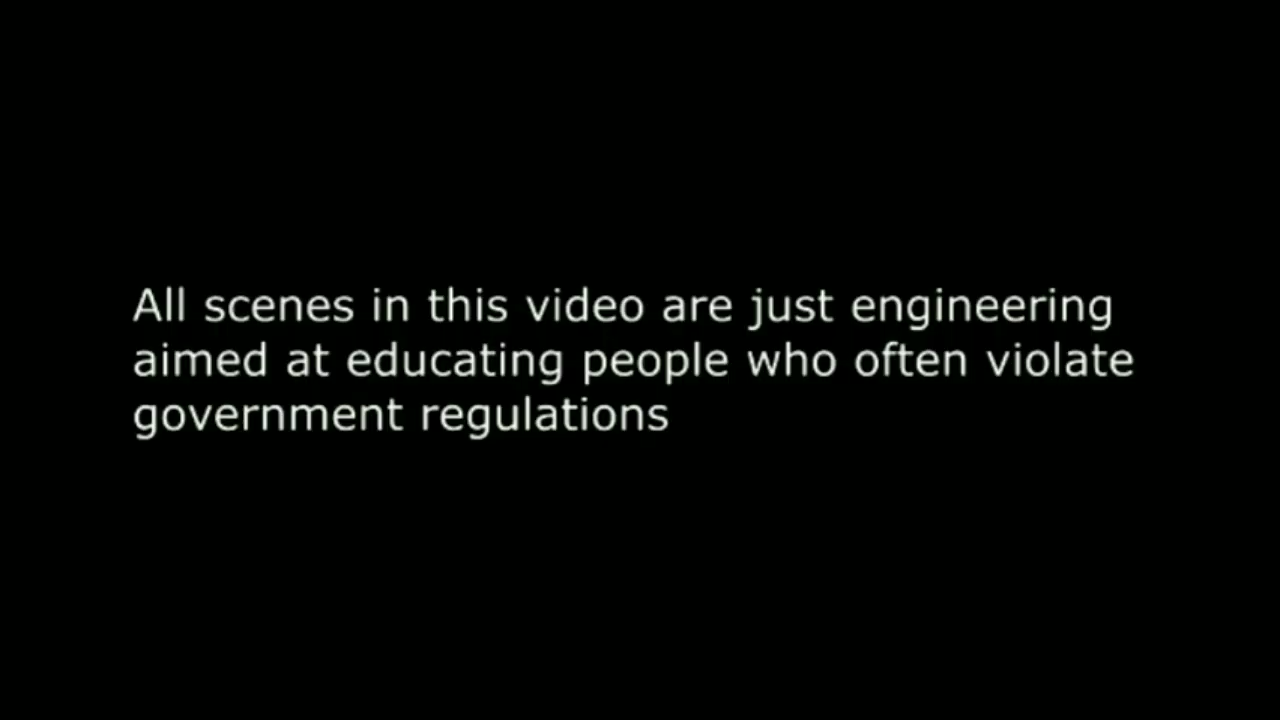 All scenes in this video are just engineering
aimed at educating people who often violate
government regulations